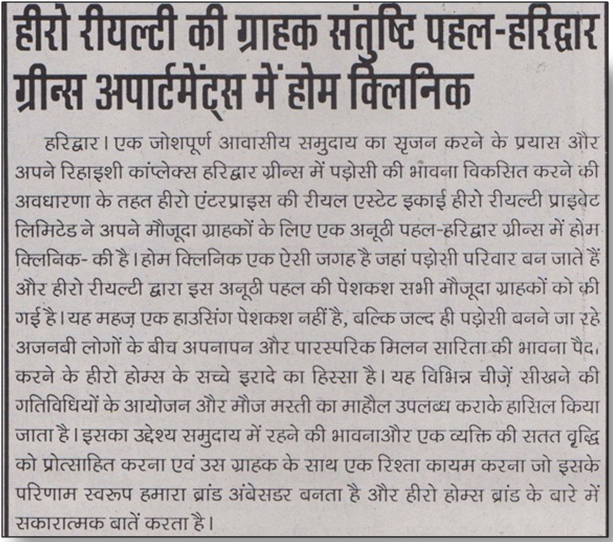 हीरो रीयल्टी की ग्राहक संतुष्टि पहल-हरिद्वार
ग्रीन्स अपार्टमेंट्स में होम क्लिनिक
हरिद्वार। एक जोशपूर्ण आवासीय समुदाय का सृजन करने के प्रयास और
अपने रिहाइशी कांप्लेक्स हरिद्वार ग्रीन्स में पड़ोसी की भावना विकसित करने की
अवधारणा के तहत हीरो एंटरप्राइस की रीयल एस्टेट इकाई हीरो रीयल्टी प्राइवेट
लिमिटेड ने अपने मौजूदा ग्राहकों के लिए एक अनूठी पहल-हरिद्वार ग्रीन्स में होम
क्लिनिक- की है। होम क्लिनिक एक ऐसी जगह है जहां पड़ोसी परिवार बन जाते हैं
और हीरो रीयल्टी द्वारा इस अनूठी पहल की पेशकश सभी मौजूदा ग्राहकों को की
गई है। यह महज़ एक हाउसिंग पेशकश नहीं है, बल्कि जल्द ही पड़ोसी बनने जा रहे
अजनबी लोगों के बीच अपनापन और पारस्परिक मिलन सारिता की भावना पैदा
करने के हीरो होम्स के सच्चे इरादे का हिस्सा है। यह विभिन्न चीज़ें सीखने की
गतिविधियों के आयोजन और मौज मस्ती का माहौल उपलब्ध कराके हासिल किया
जाता है। इसका उद्देश्य समुदाय में रहने की भावनाऔर एक व्यक्ति की सतत वृद्धि
को प्रोत्साहित करना एवं उस ग्राहक के साथ एक रिश्ता कायम करना जो इसके
परिणाम स्वरुप हमारा ब्रांड अंबेसडर बनता है और हीरो होम्स ब्रांड के बारे में
सकारात्मक बातें करता है।